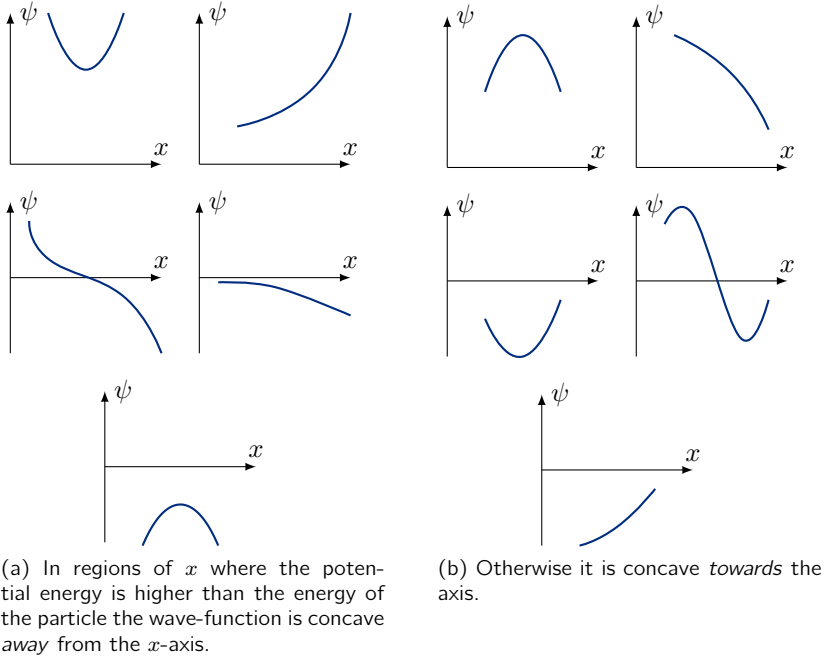 ψ
x
ψ
x
ψ
x
ψ
x
ψ
x
(a) In regions of x where the poten-
tial energy is higher than the energy of
the particle the wave-function is concave
away from the x-axis.
ψ
x
ψ
x
ψ
x
ψ
x
ψ
x
(b) Otherwise it is concave towards the
axis.